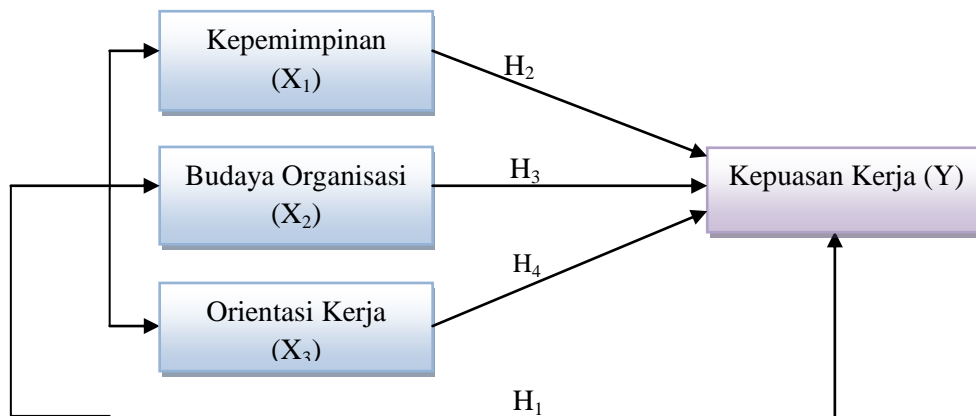 Kepemimpinan
(X₁)
H₂
Budaya Organisasi
(X₂)
H₃
Kepuasan Kerja (Y)
H₄
Orientasi Kerja
(X₃)
H₁